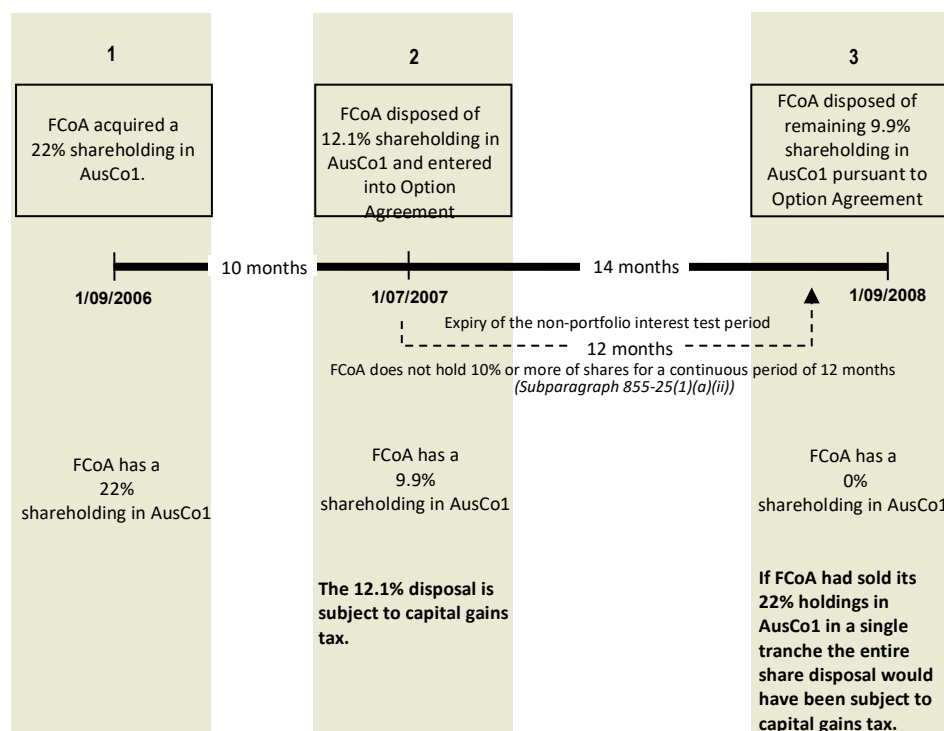 1
FCoA acquired a
22% shareholding in
AusCo1.
2
FCoA disposed of
12.1% shareholding in
AusCo1 and entered
into Option
Agreement
3
FCoA disposed of
remaining 9.9%
shareholding in
AusCo1 pursuant to
Option Agreement
10 months
14 months
1/09/2006
1/07/2007
1/09/2008
Expiry of the non-portfolio interest test period
12 months
FCoA does not hold 10% or more of shares for a continuous period of 12 months
(Subparagraph 855-25(1)(a)(ii))
FCoA has a
22%
shareholding in AusCo1
FCoA has a
9.9%
shareholding in AusCo1
FCoA has a
0%
shareholding in AusCo1
The 12.1% disposal is
subject to capital gains
tax.
If FCoA had sold its
22% holdings in
AusCo1 in a single
tranche the entire
share disposal would
have been subject to
capital gains tax.